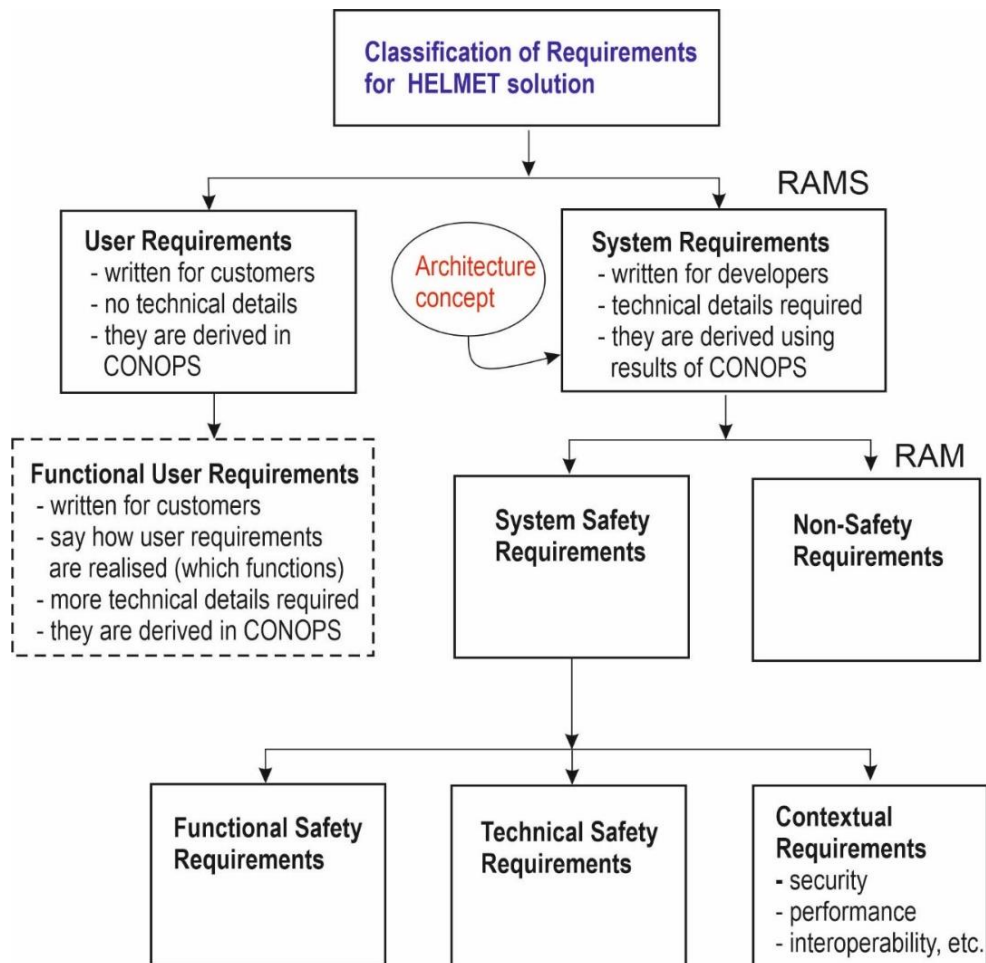 Classification of Requirements
for HELMET solution
RAMS
User Requirements
- written for customers
- no technical details
- they are derived in
CONOPS
Architecture
concept
System Requirements
- written for developers
- technical details required
- they are derived using
results of CONOPS
Functional User Requirements
- written for customers
- say how user requirements
are realised (which functions)
- more technical details required
- they are derived in CONOPS
RAM
System Safety
Requirements
Non-Safety
Requirements
Functional Safety
Requirements
Technical Safety
Requirements
Contextual
Requirements
- security
- performance
- interoperability, etc.